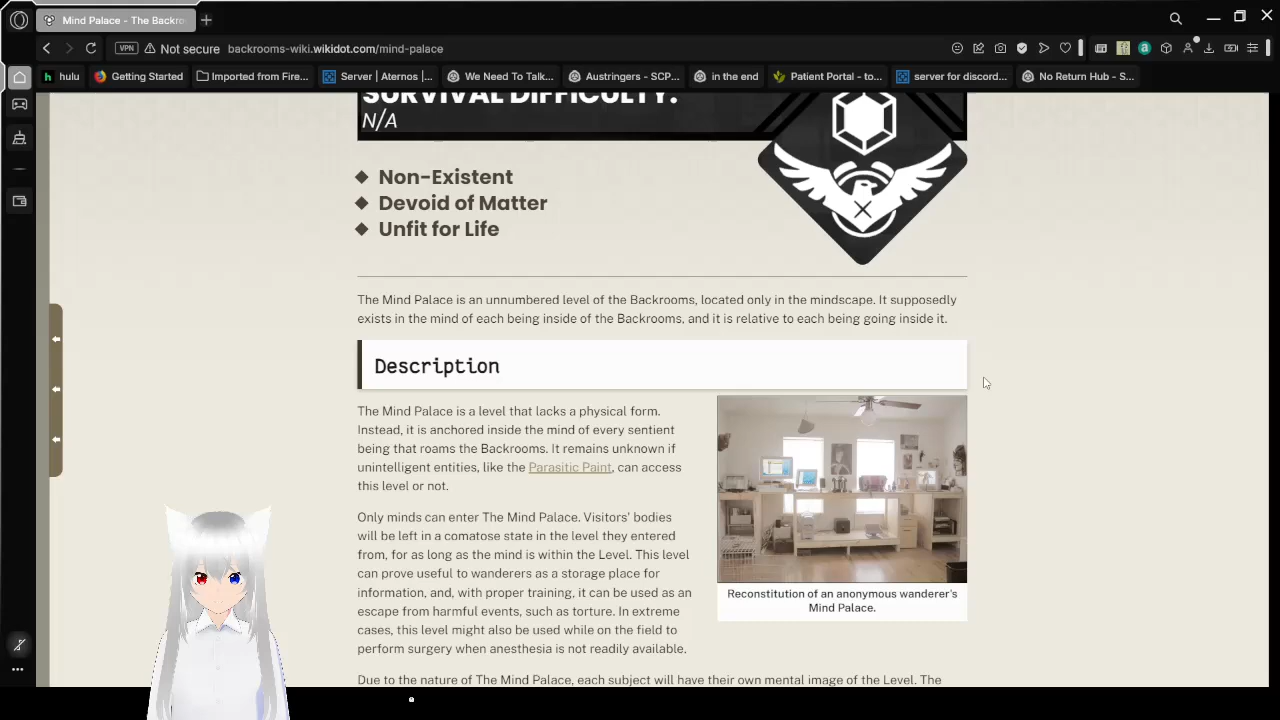 Mind Palace - The Backro
VPN Not secure backrooms-wiki.wikidot.com/mind-palace
hulu Getting Started Imported from Fire... Server | Aternos |... We Need To Talk... Austringers - SCP... in the end Patient Portal - to... server for discord... No Return Hub - S...
SURVIVAL DIFFICULTY:
N/A
Non-Existent
Devoid of Matter
Unfit for Life
The Mind Palace is an unnumbered level of the Backrooms, located only in the mindscape. It supposedly
exists in the mind of each being inside of the Backrooms, and it is relative to each being going inside it.
Description
The Mind Palace is a level that lacks a physical form.
Instead, it is anchored inside the mind of every sentient
being that roams the Backrooms. It remains unknown if
unintelligent entities, like the Parasitic Paint, can access
this level or not.
Only minds can enter The Mind Palace. Visitors' bodies
will be left in a comatose state in the level they entered
from, for as long as the mind is within the Level. This level
can prove useful to wanderers as a storage place for
information, and, with proper training, it can be used as an
escape from harmful events, such as torture. In extreme
cases, this level might also be used while on the field to
perform surgery when anesthesia is not readily available.
Reconstitution of an anonymous wanderer's
Mind Palace.
Due to the nature of The Mind Palace, each subject will have their own mental image of the Level. The